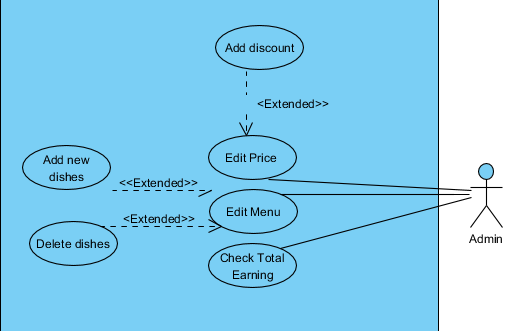 Add discount
<Extended>>
Edit Price
Add new
dishes
<<Extended>>
Edit Menu
<Extended>>
Delete dishes
Check Total
Earning
Admin